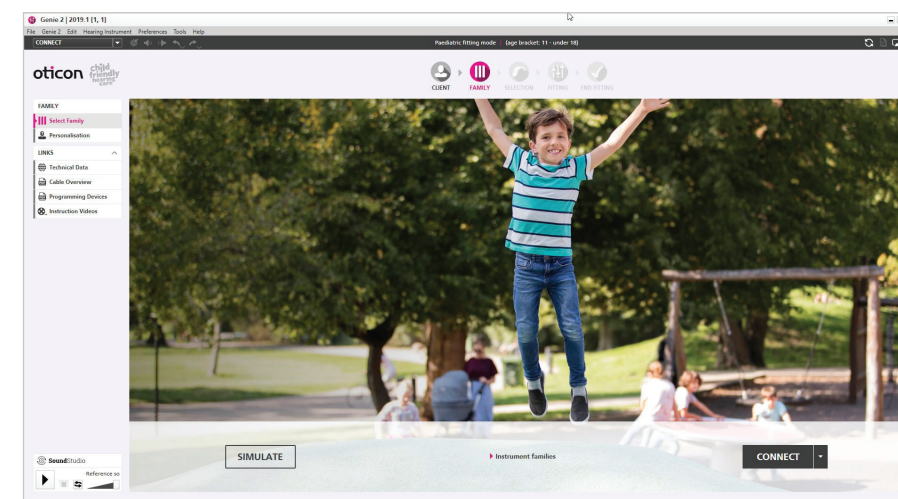 Genie 2 | 2019.1 [1, 1]
File Genie 2 Edit Hearing Instrument Preferences Tools Help
CONNECT
Paediatric fitting mode | (age bracket: 11 - under 18)
oticon child friendly hearing care
CLIENT FAMILY SELECTION FITTING END FITTING
FAMILY
Select Family
Personalisation
LINKS
Technical Data
Cable Overview
Programming Devices
Instruction Videos
SIMULATE
Instrument families
CONNECT
SoundStudio
Reference so